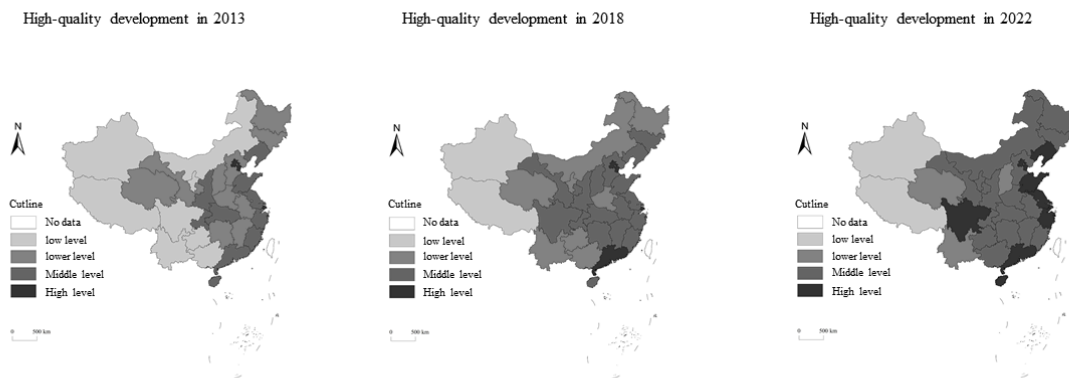 High-quality development in 2013
N
Cutline
No data
low level
lower level
Middle level
High level
0 500 km
High-quality development in 2018
N
Cutline
No data
low level
lower level
Middle level
High level
0 500 km
High-quality development in 2022
N
Cutline
No data
low level
lower level
Middle level
High level
0 500 km